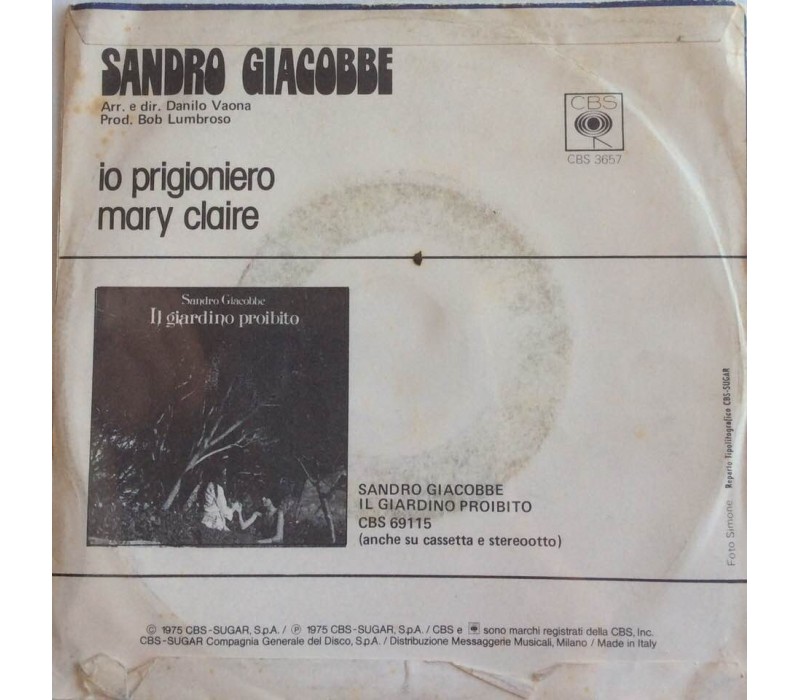 SANDRO GIACOBBE
Arr. e dir. Danilo Vaona
Prod. Bob Lumbroso
CBS
CBS 3657
io prigioniero
mary claire
Sandro Giacobbe
Il giardino proibito
SANDRO GIACOBBE
IL GIARDINO PROIBITO
CBS 69115
(anche su cassetta e stereootto)
Foto Simone Reparto Tipolitografico CBS-SUGAR
© 1975 CBS-SUGAR, S.p.A. / ℗ 1975 CBS-SUGAR, S.p.A. / CBS e sono marchi registrati della CBS, Inc.
CBS-SUGAR Compagnia Generale del Disco, S.p.A. / Distribuzione Messaggerie Musicali, Milano / Made in Italy